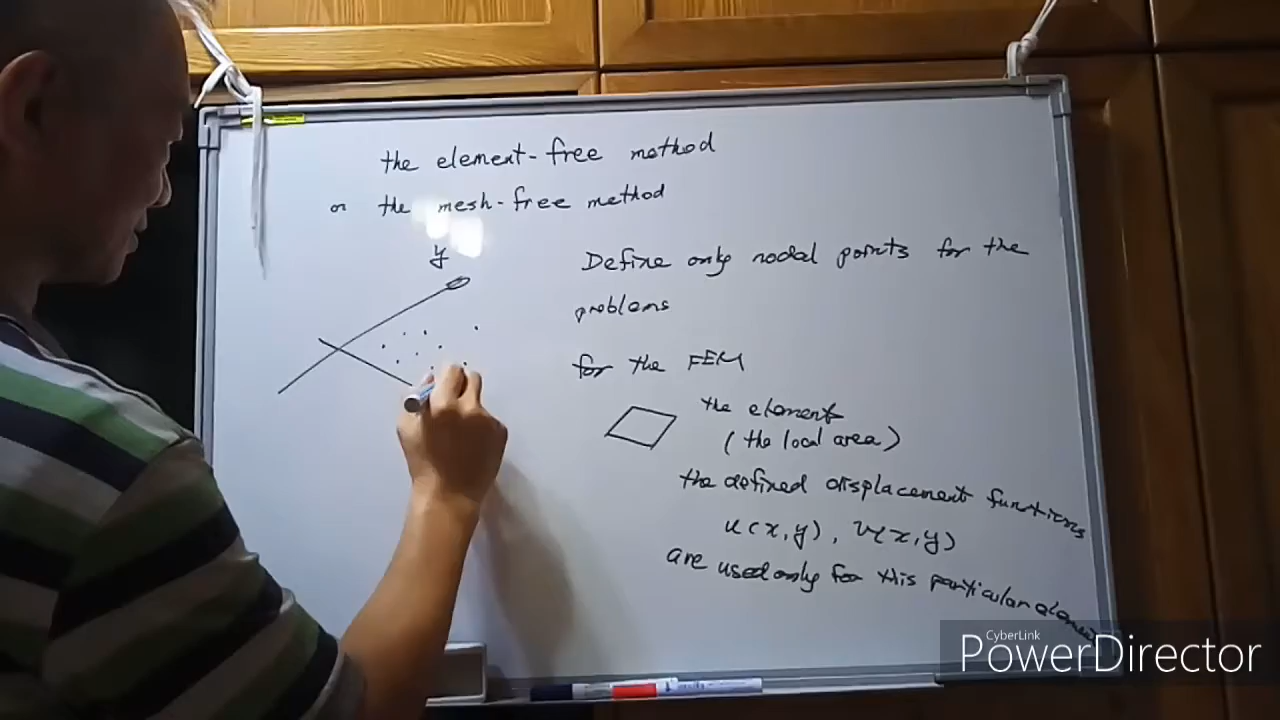 the element-free method
or the mesh-free method
y
Define only nodal points for the
problems
for the FEM
the element
(the local area)
the defined displacement functions
u(x,y), v(x,y)
are used only for this particular element
CyberLink
PowerDirector